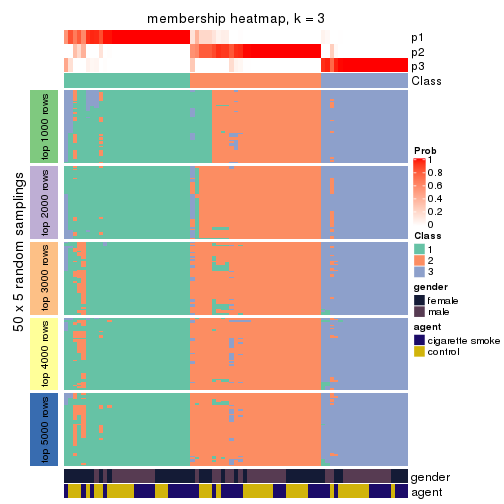 membership heatmap, k = 3
p1
p2
p3
Class
50 x 5 random samplings
top 1000 rows
top 2000 rows
top 3000 rows
top 4000 rows
top 5000 rows
gender
agent
Prob
1
0.8
0.6
0.4
0.2
0
Class
1
2
3
gender
female
male
agent
cigarette smoke
control